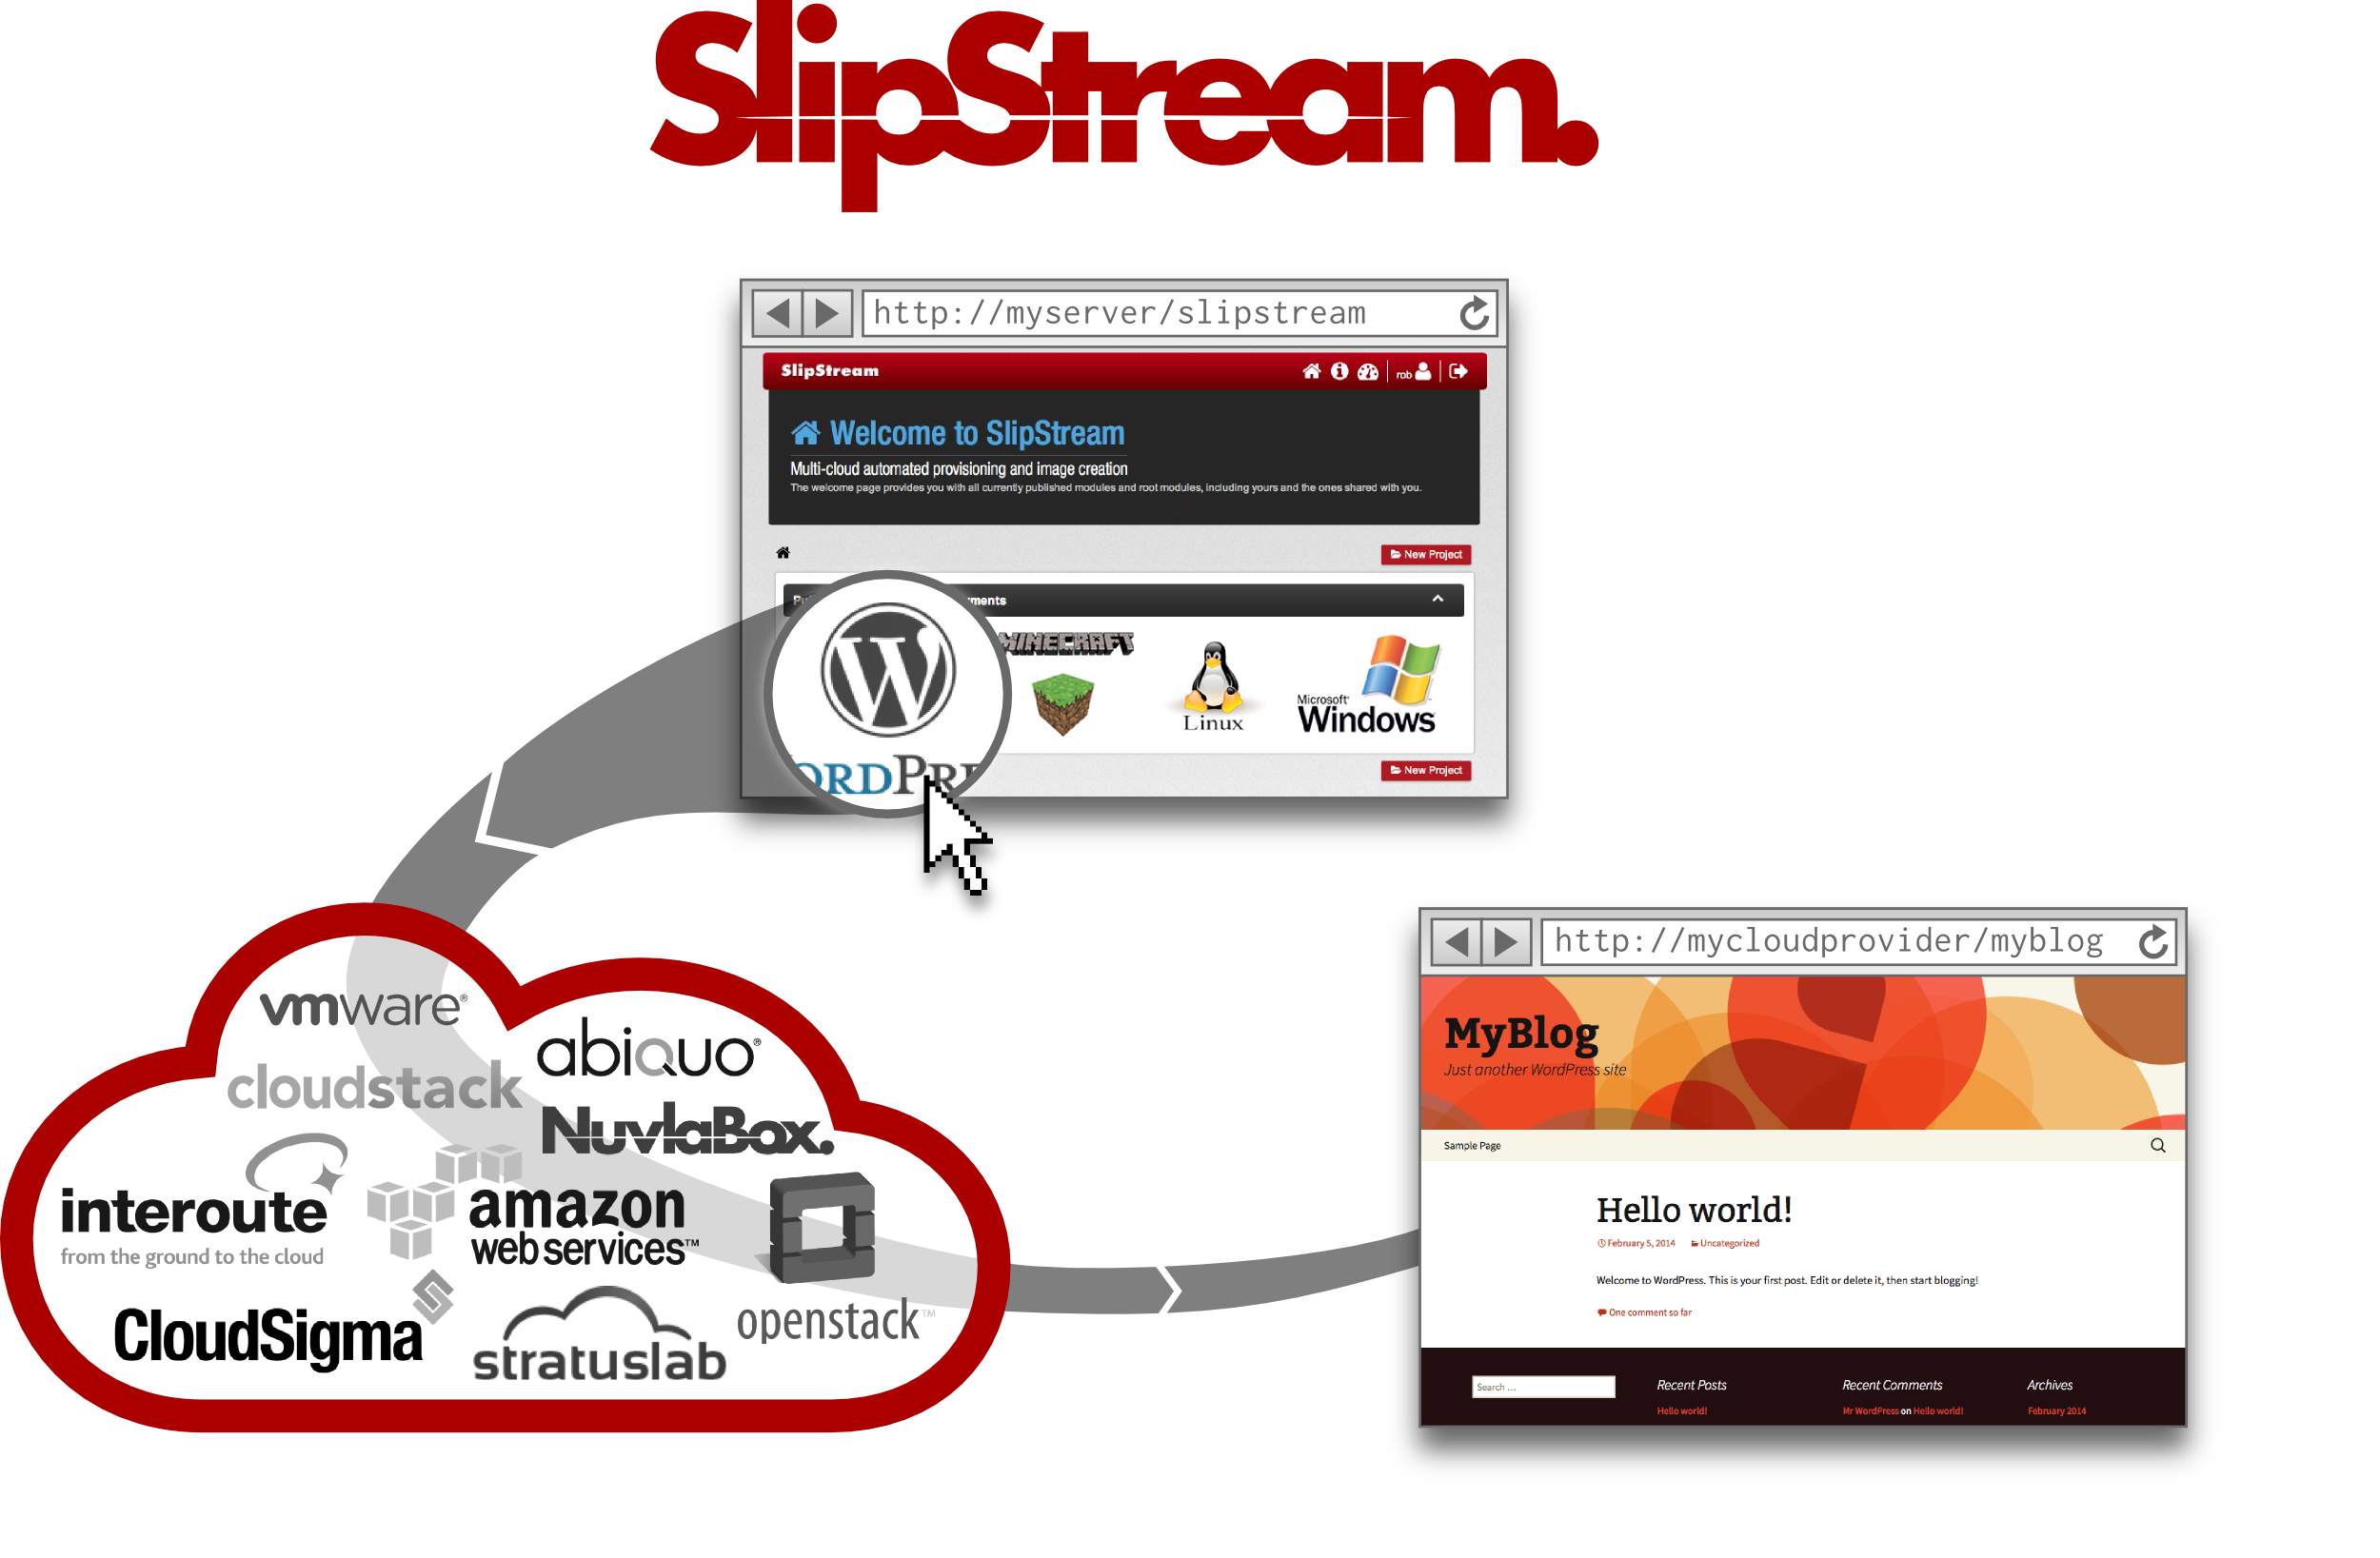 SlipStream.
http://myserver/slipstream
SlipStream
rob
Welcome to SlipStream
Multi-cloud automated provisioning and image creation
The welcome page provides you with all currently published modules and root modules, including yours and the ones shared with you.
New Project
MINECRAFT
Linux
Microsoft
Windows
New Project
vmware®
abiquo®
cloudstack
NuvlaBox.
interoute
from the ground to the cloud
amazon
web services™
CloudSigma
stratuslab
openstack™
http://mycloudprovider/myblog
MyBlog
Just another WordPress site
Sample Page
Hello world!
February 5, 2014 Uncategorized
Welcome to WordPress. This is your first post. Edit or delete it, then start blogging!
One comment so far
Search ...
Recent Posts
Recent Comments
Archives
Hello world!
Mr WordPress on Hello world!
February 2014